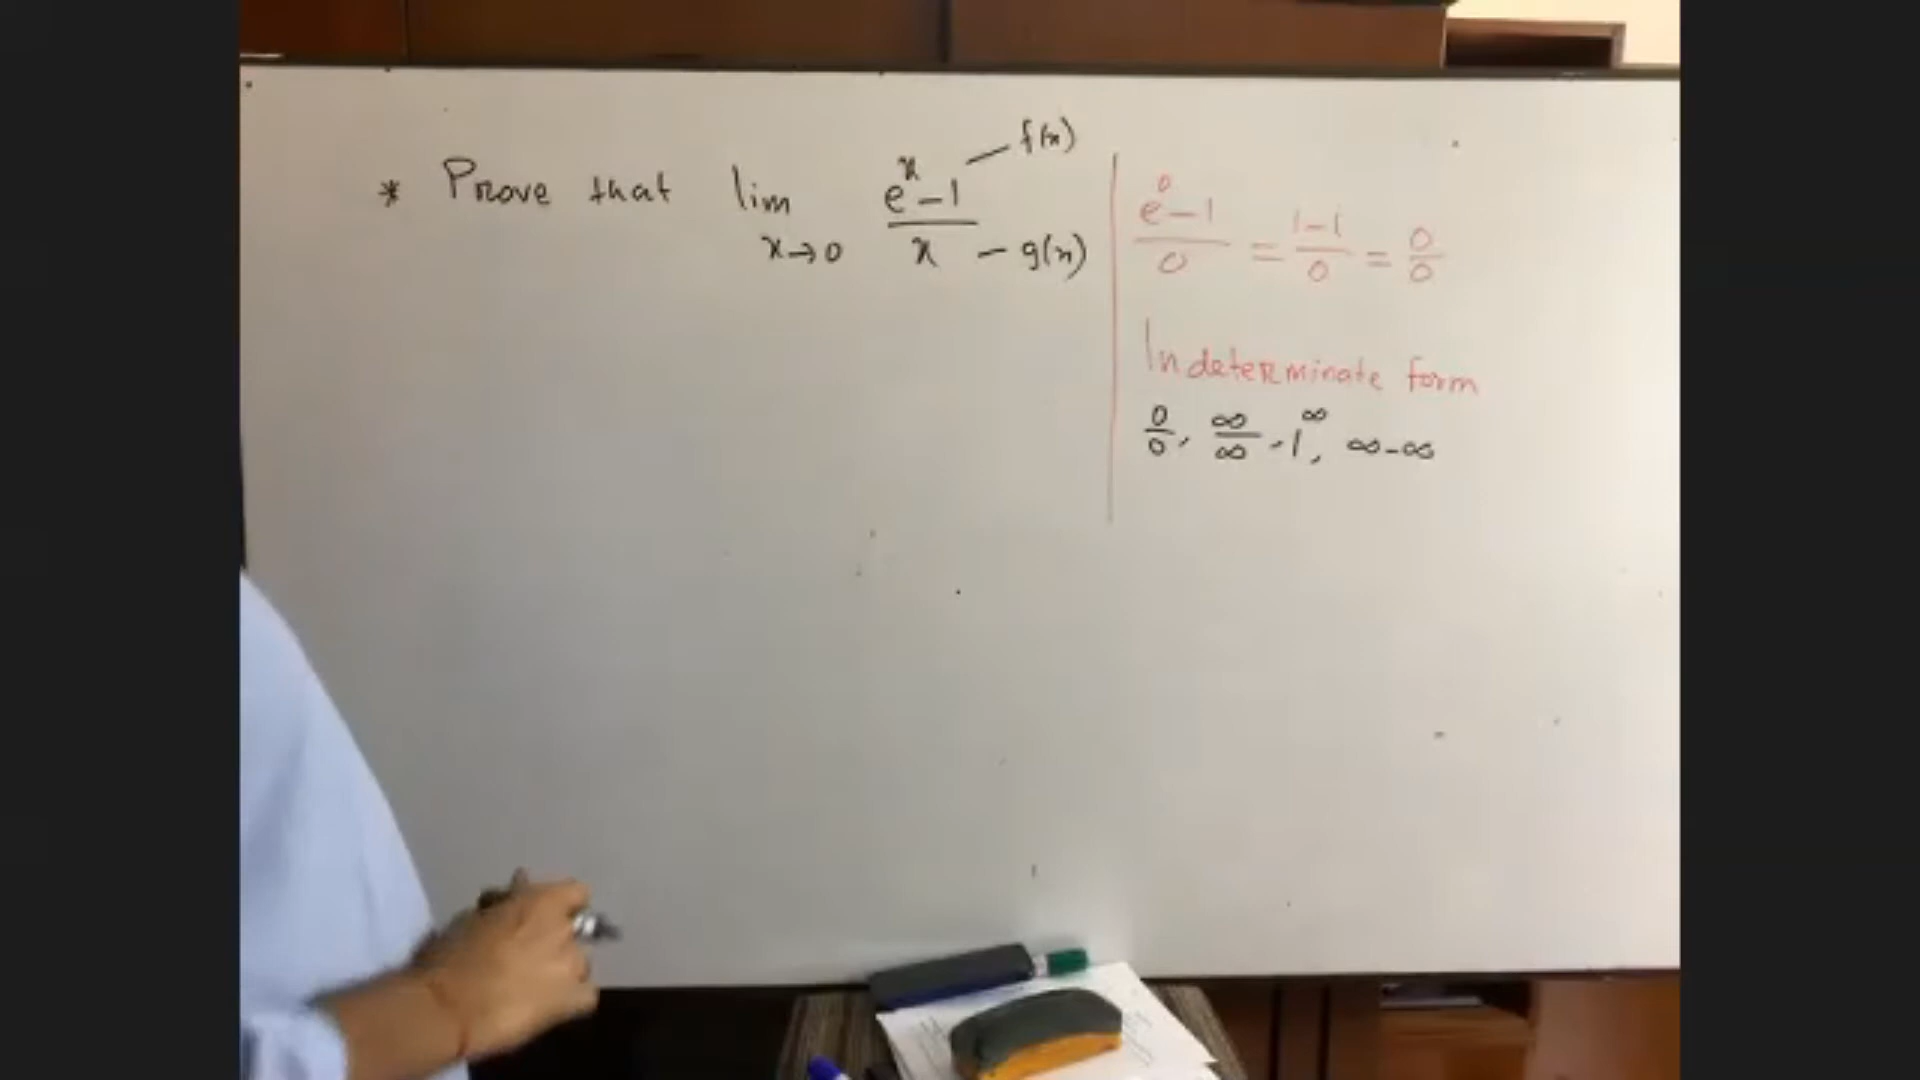 * Prove that lim x→0 (e^x - 1)/x
f(x)
g(x)
(e^0 - 1)/0 = (1-1)/0 = 0/0
Indeterminate form
0/0, ∞/∞, 1^∞, ∞-∞